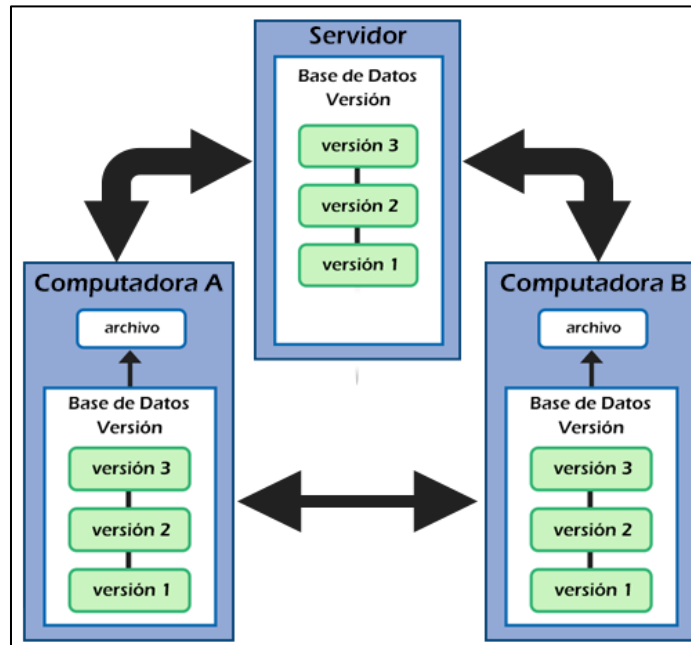 Servidor
Base de Datos
Versión
versión 3
versión 2
versión 1
Computadora A
archivo
Base de Datos
Versión
versión 3
versión 2
versión 1
Computadora B
archivo
Base de Datos
Versión
versión 3
versión 2
versión 1